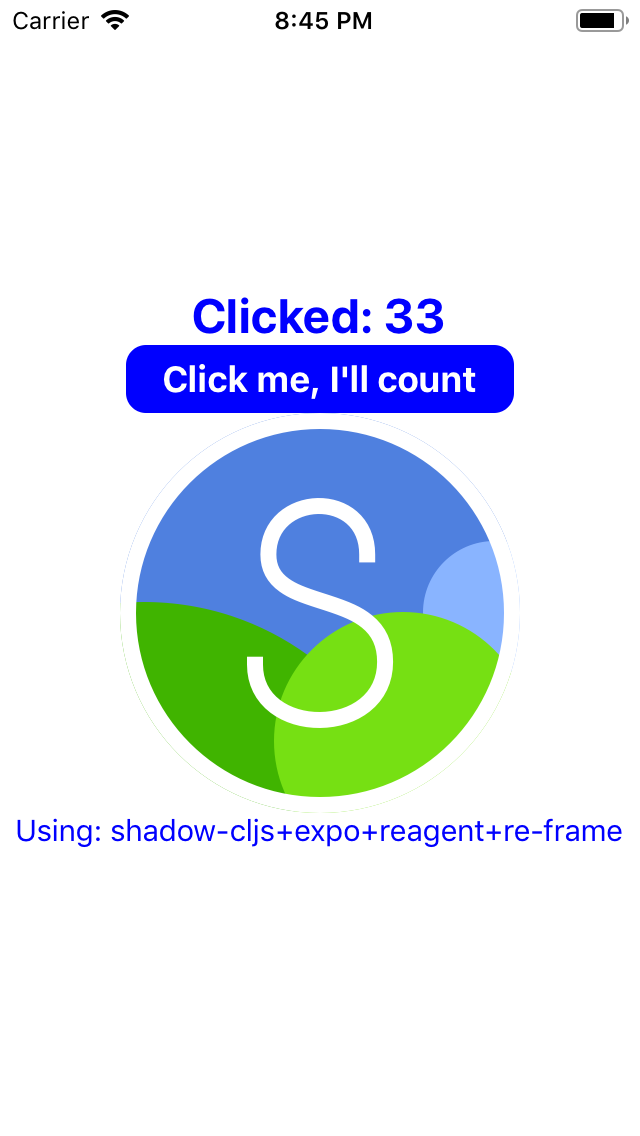 Carrier 8:45 PM
Clicked: 33
Click me, I'll count
S
Using: shadow-cljs+expo+reagent+re-frame